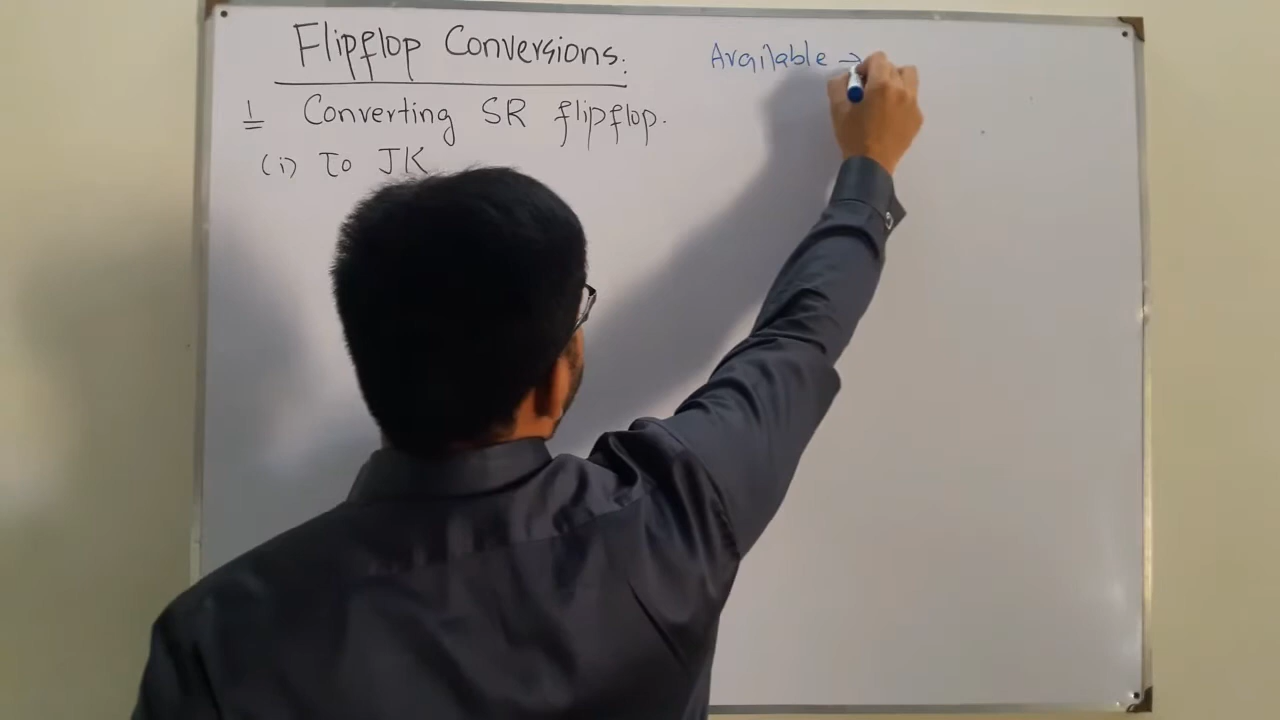 Flipflop Conversions.
1 Converting SR flipflop.
(i) To JK
Available →